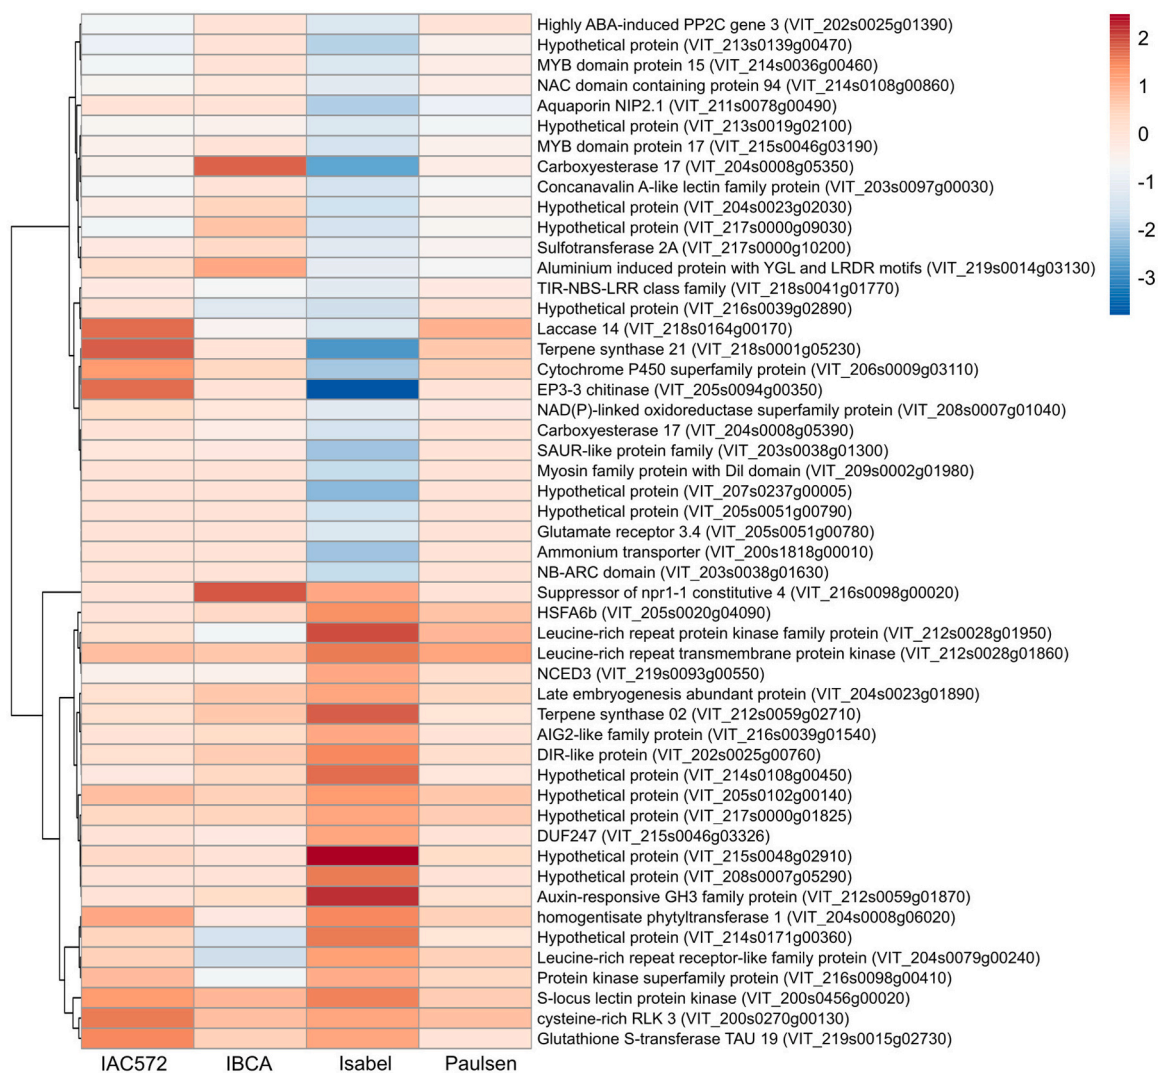 Highly ABA-induced PP2C gene 3 (VIT_202s0025g01390)
Hypothetical protein (VIT_213s0139g00470)
MYB domain protein 15 (VIT_214s0036g00460)
NAC domain containing protein 94 (VIT_214s0108g00860)
Aquaporin NIP2.1 (VIT_211s0078g00490)
Hypothetical protein (VIT_213s0019g02100)
MYB domain protein 17 (VIT_215s0046g03190)
Carboxyesterase 17 (VIT_204s0008g05350)
Concanavalin A-like lectin family protein (VIT_203s0097g00030)
Hypothetical protein (VIT_204s0023g02030)
Hypothetical protein (VIT_217s0000g09030)
Sulfotransferase 2A (VIT_217s0000g10200)
Aluminium induced protein with YGL and LRDR motifs (VIT_219s0014g03130)
TIR-NBS-LRR class family (VIT_218s0041g01770)
Hypothetical protein (VIT_216s0039g02890)
Laccase 14 (VIT_218s0164g00170)
Terpene synthase 21 (VIT_218s0001g05230)
Cytochrome P450 superfamily protein (VIT_206s0009g03110)
EP3-3 chitinase (VIT_205s0094g00350)
NAD(P)-linked oxidoreductase superfamily protein (VIT_208s0007g01040)
Carboxyesterase 17 (VIT_204s0008g05390)
SAUR-like protein family (VIT_203s0038g01300)
Myosin family protein with Dil domain (VIT_209s0002g01980)
Hypothetical protein (VIT_207s0237g00005)
Hypothetical protein (VIT_205s0051g00790)
Glutamate receptor 3.4 (VIT_205s0051g00780)
Ammonium transporter (VIT_200s1818g00010)
NB-ARC domain (VIT_203s0038g01630)
Suppressor of npr1-1 constitutive 4 (VIT_216s0098g00020)
HSFA6b (VIT_205s0020g04090)
Leucine-rich repeat protein kinase family protein (VIT_212s0028g01950)
Leucine-rich repeat transmembrane protein kinase (VIT_212s0028g01860)
NCED3 (VIT_219s0093g00550)
Late embryogenesis abundant protein (VIT_204s0023g01890)
Terpene synthase 02 (VIT_212s0059g02710)
AIG2-like family protein (VIT_216s0039g01540)
DIR-like protein (VIT_202s0025g00760)
Hypothetical protein (VIT_214s0108g00450)
Hypothetical protein (VIT_205s0102g00140)
Hypothetical protein (VIT_217s0000g01825)
DUF247 (VIT_215s0046g03326)
Hypothetical protein (VIT_215s0048g02910)
Hypothetical protein (VIT_208s0007g05290)
Auxin-responsive GH3 family protein (VIT_212s0059g01870)
homogentisate phytyltransferase 1 (VIT_204s0008g06020)
Hypothetical protein (VIT_214s0171g00360)
Leucine-rich repeat receptor-like family protein (VIT_204s0079g00240)
Protein kinase superfamily protein (VIT_216s0098g00410)
S-locus lectin protein kinase (VIT_200s0456g00020)
cysteine-rich RLK 3 (VIT_200s0270g00130)
Glutathione S-transferase TAU 19 (VIT_219s0015g02730)
IAC572 IBCA Isabel Paulsen
2
1
0
-1
-2
-3